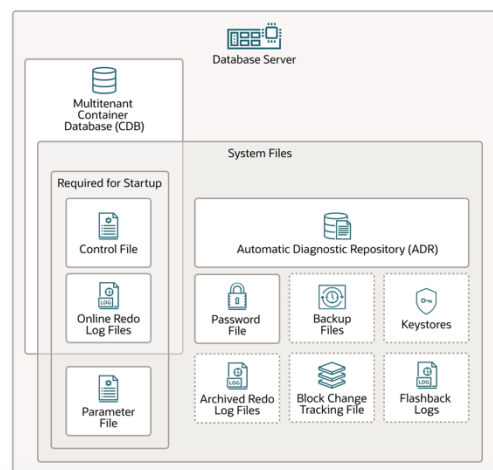 Database Server
Multitenant
Container
Database (CDB)
System Files
Required for Startup
Control File
Automatic Diagnostic Repository (ADR)
LOG
Online Redo
Log Files
Password
File
Backup
Files
Keystores
Parameter
File
LOG
Archived Redo
Log Files
Block Change
Tracking File
LOG
Flashback
Logs